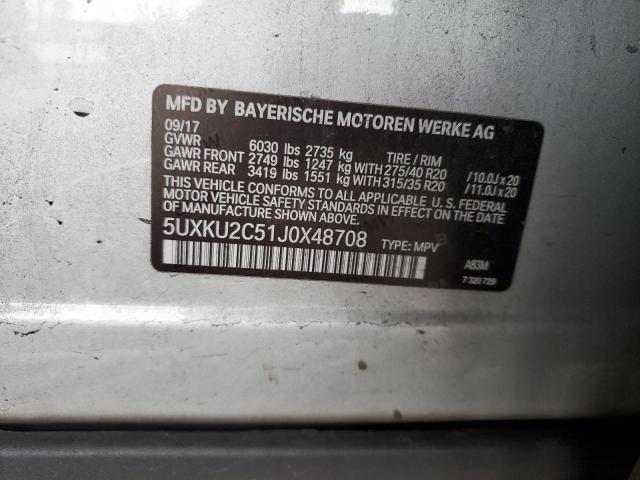 MFD BY BAYERISCHE MOTOREN WERKE AG
09/17
GVWR 6030 lbs 2735 kg TIRE / RIM
GAWR FRONT 2749 lbs 1247 kg WITH 275/40 R20 /10.0J x 20
GAWR REAR 3419 lbs 1551 kg WITH 315/35 R20 /11.0J x 20
THIS VEHICLE CONFORMS TO ALL APPLICABLE U. S. FEDERAL
MOTOR VEHICLE SAFETY STANDARDS IN EFFECT ON THE
DATE OF MANUFACTURE SHOWN ABOVE.
5UXKU2C51J0X48708 TYPE: MPV
A83M
7 320 729